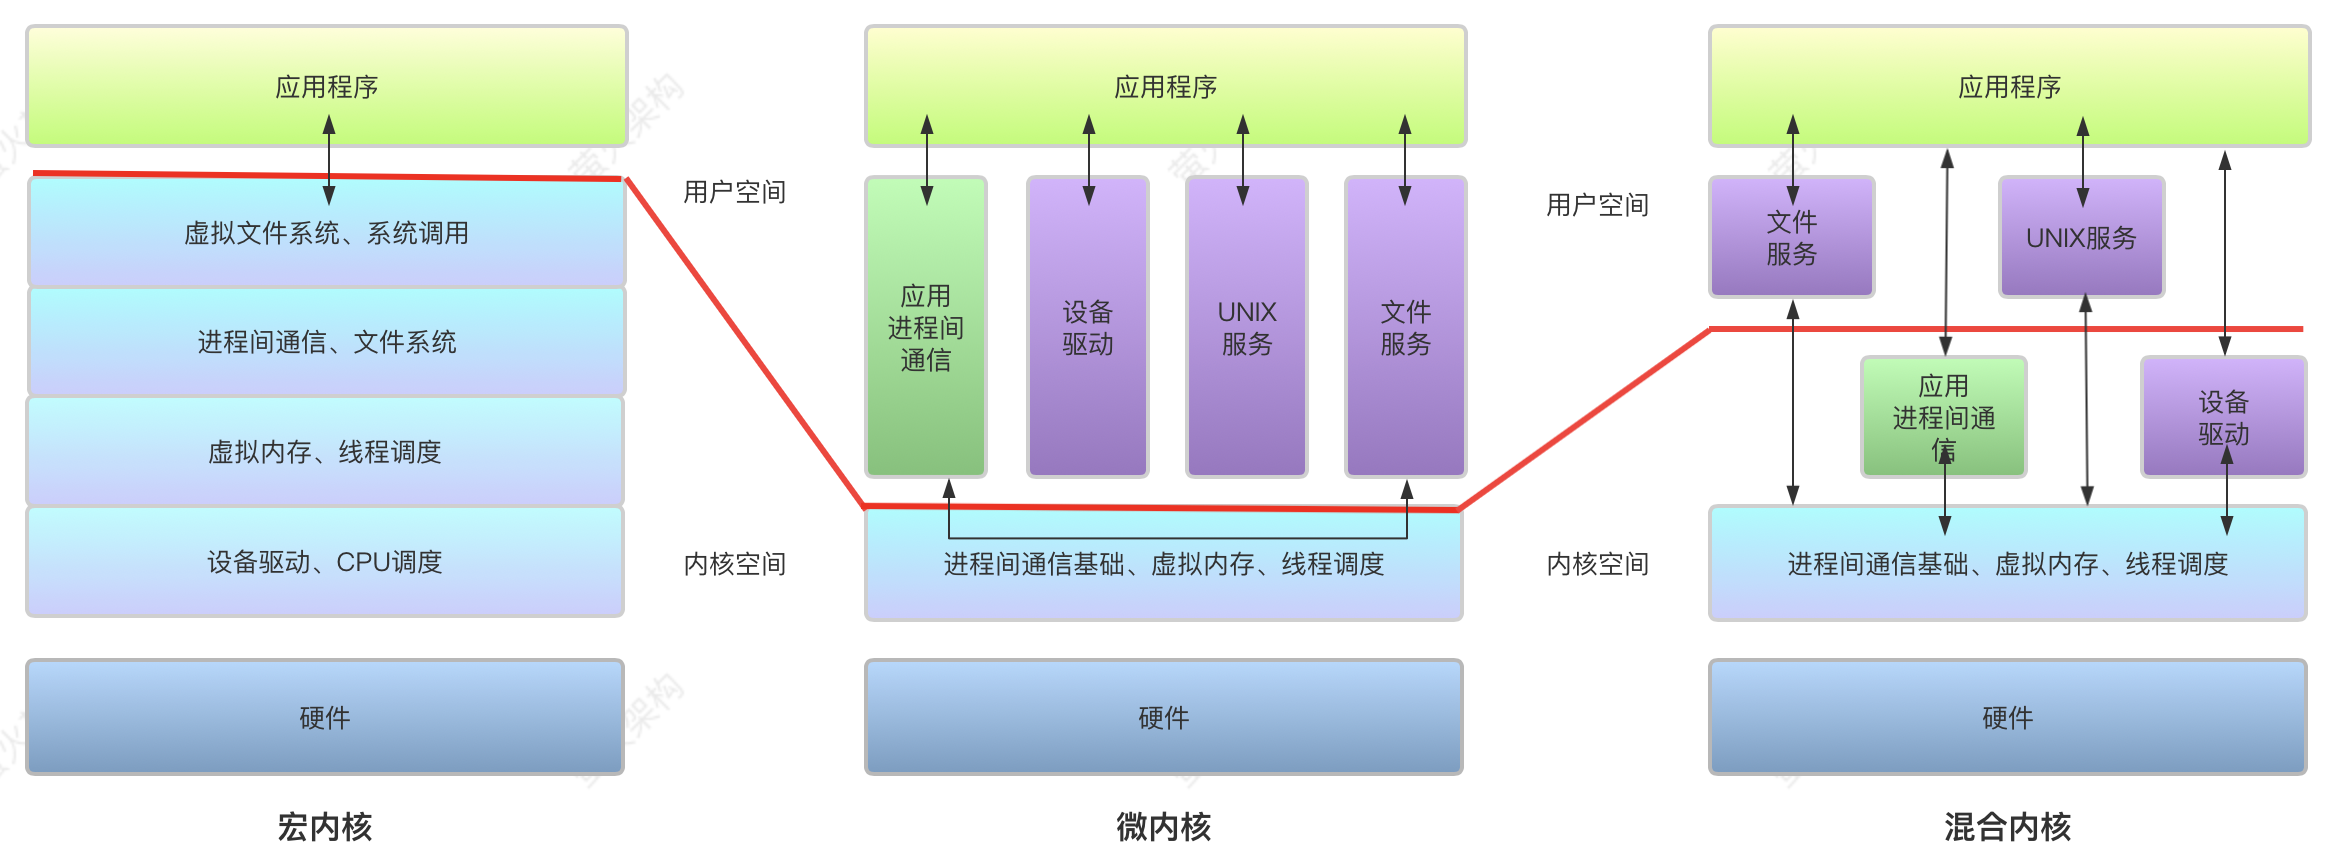 应用程序
虚拟文件系统、系统调用
进程间通信、文件系统
虚拟内存、线程调度
设备驱动、CPU调度
硬件
宏内核
用户空间
内核空间
应用程序
应用
进程间
通信
设备
驱动
UNIX
服务
文件
服务
进程间通信基础、虚拟内存、线程调度
硬件
微内核
用户空间
内核空间
应用程序
文件
服务
UNIX服务
应用
进程间通
信
设备
驱动
进程间通信基础、虚拟内存、线程调度
硬件
混合内核